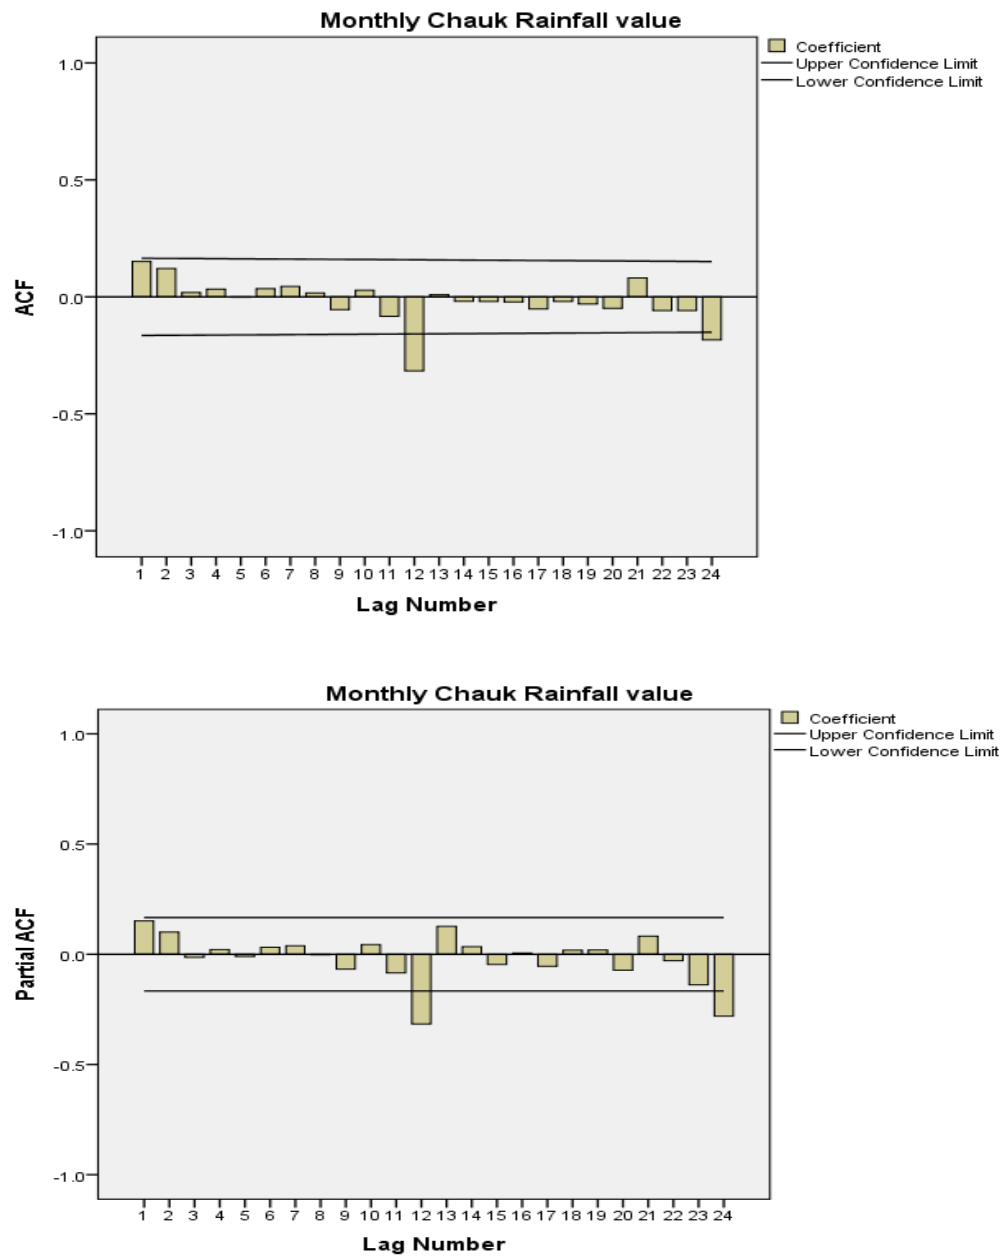 Monthly Chauk Rainfall value
Coefficient
Upper Confidence Limit
Lower Confidence Limit
1.0
0.5
0.0
-0.5
-1.0
ACF
1 2 3 4 5 6 7 8 9 10 11 12 13 14 15 16 17 18 19 20 21 22 23 24
Lag Number
Monthly Chauk Rainfall value
Coefficient
Upper Confidence Limit
Lower Confidence Limit
1.0
0.5
0.0
-0.5
-1.0
Partial ACF
1 2 3 4 5 6 7 8 9 10 11 12 13 14 15 16 17 18 19 20 21 22 23 24
Lag Number